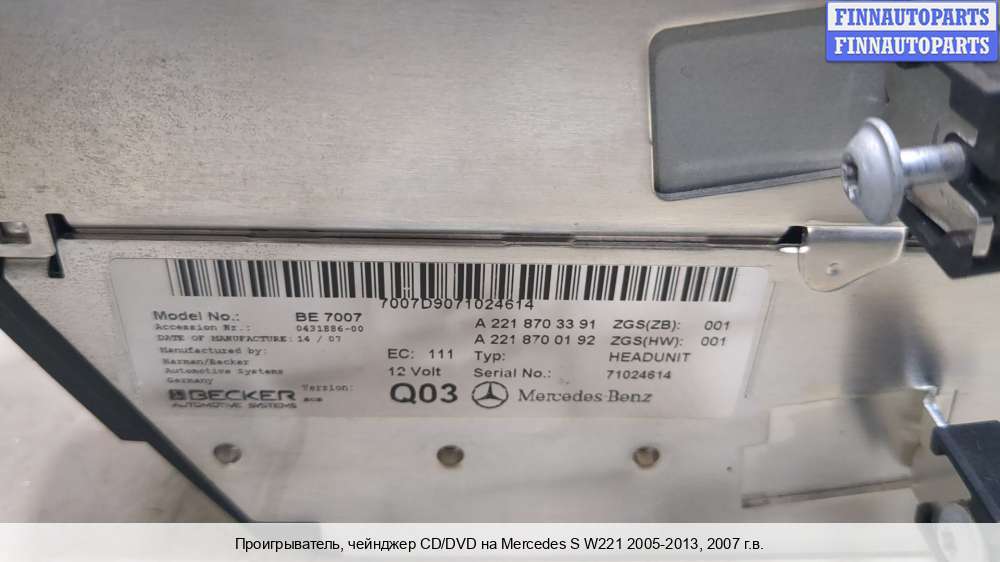 FINNAUTOPARTS
FINNAUTOPARTS
7007D9071024614
Model No.: BE 7007
Accession Nr.: 0431886-00
DATE OF MANUFACTURE: 14 / 07
Manufactured by:
Harman/Becker
Automotive Systems
Germany
BECKER
AUTOMOTIVE SYSTEMS
Version:
ECE
A 221 870 33 91 ZGS(ZB): 001
A 221 870 01 92 ZGS(HW): 001
EC: 111 Typ: HEADUNIT
12 Volt Serial No.: 71024614
Q03 Mercedes-Benz
Проигрыватель, чейнджер CD/DVD на Mercedes S W221 2005-2013, 2007 г.в.